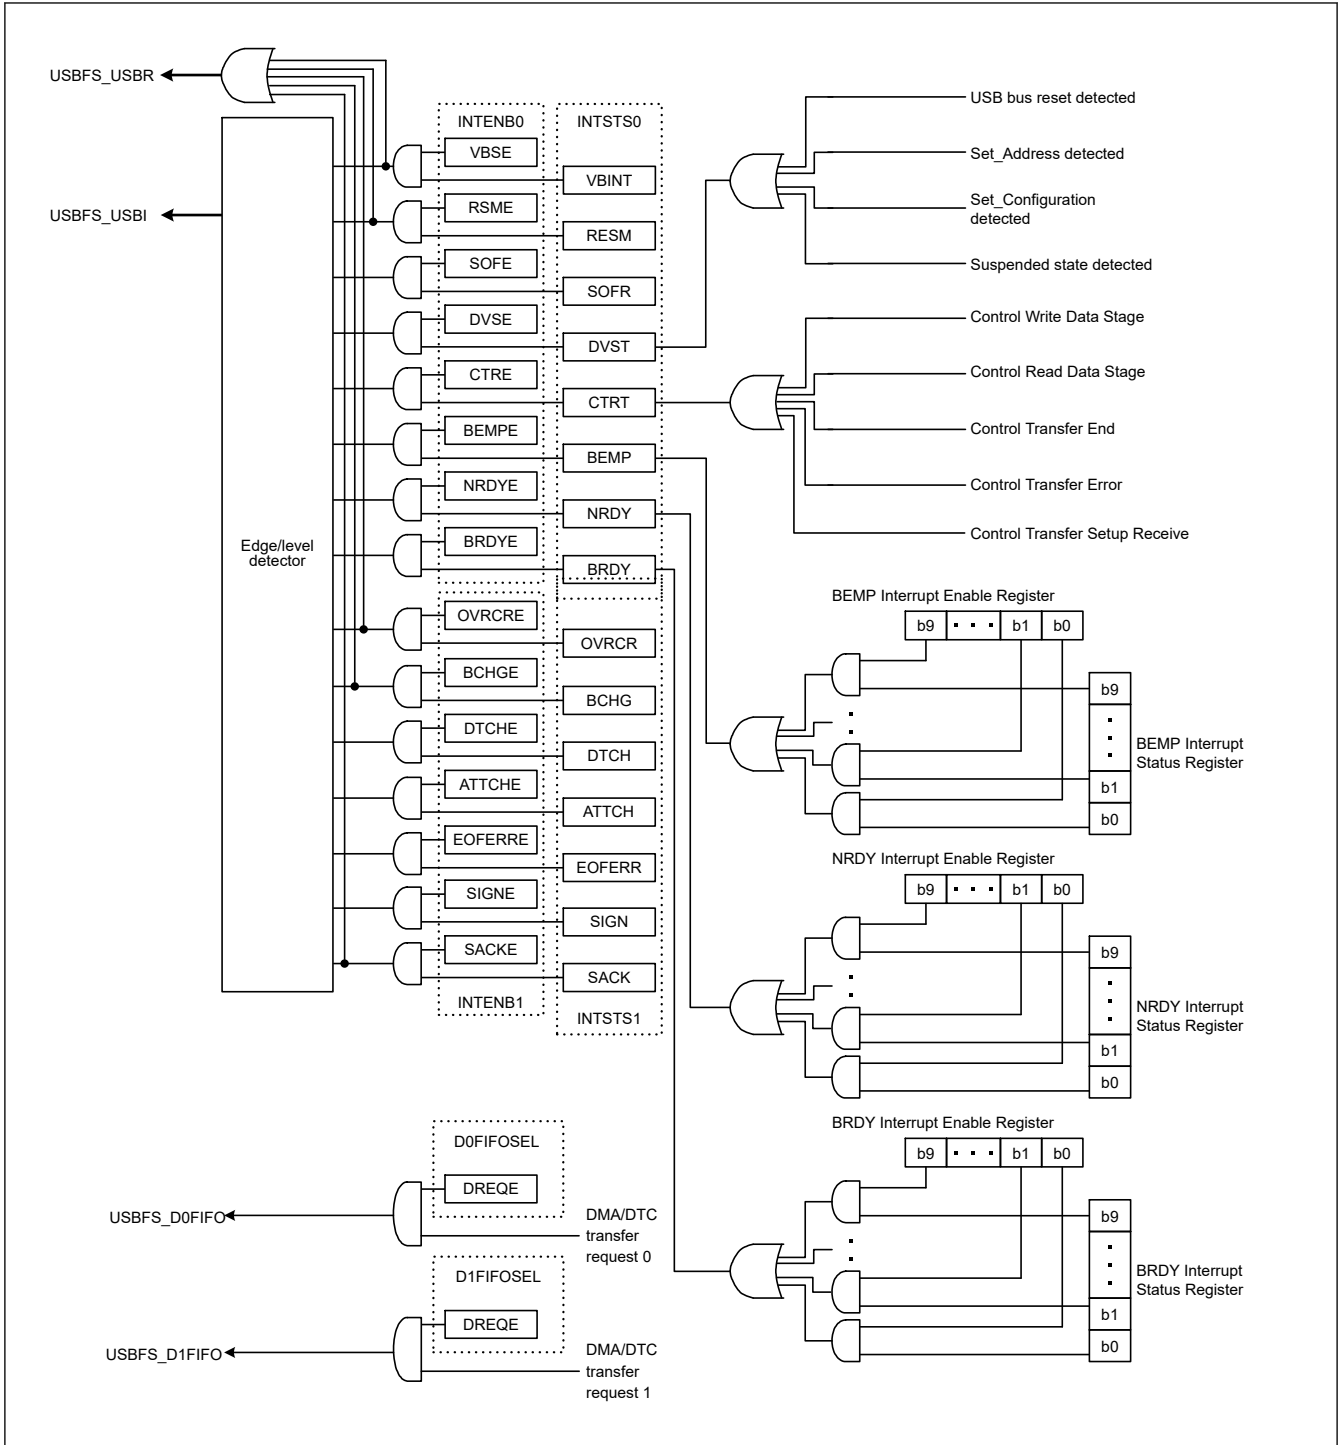 USBFS_USBR
USBFS_USBI
Edge/level
detector
INTENB0
VBSE
RSME
SOFE
DVSE
CTRE
BEMPE
NRDYE
BRDYE
OVRCRE
BCHGE
DTCHE
ATTCHE
EOFERRE
SIGNE
SACKE
INTENB1
INTSTS0
VBINT
RESM
SOFR
DVST
CTRT
BEMP
NRDY
BRDY
OVRCR
BCHG
DTCH
ATTCH
EOFERR
SIGN
SACK
INTSTS1
USB bus reset detected
Set_Address detected
Set_Configuration
detected
Suspended state detected
Control Write Data Stage
Control Read Data Stage
Control Transfer End
Control Transfer Error
Control Transfer Setup Receive
BEMP Interrupt Enable Register
b9 · · · b1 b0
b9
b1
b0
BEMP Interrupt
Status Register
NRDY Interrupt Enable Register
b9 · · · b1 b0
b9
b1
b0
NRDY Interrupt
Status Register
BRDY Interrupt Enable Register
b9 · · · b1 b0
b9
b1
b0
BRDY Interrupt
Status Register
D0FIFOSEL
DREQE
USBFS_D0FIFO
DMA/DTC
transfer
request 0
D1FIFOSEL
DREQE
USBFS_D1FIFO
DMA/DTC
transfer
request 1